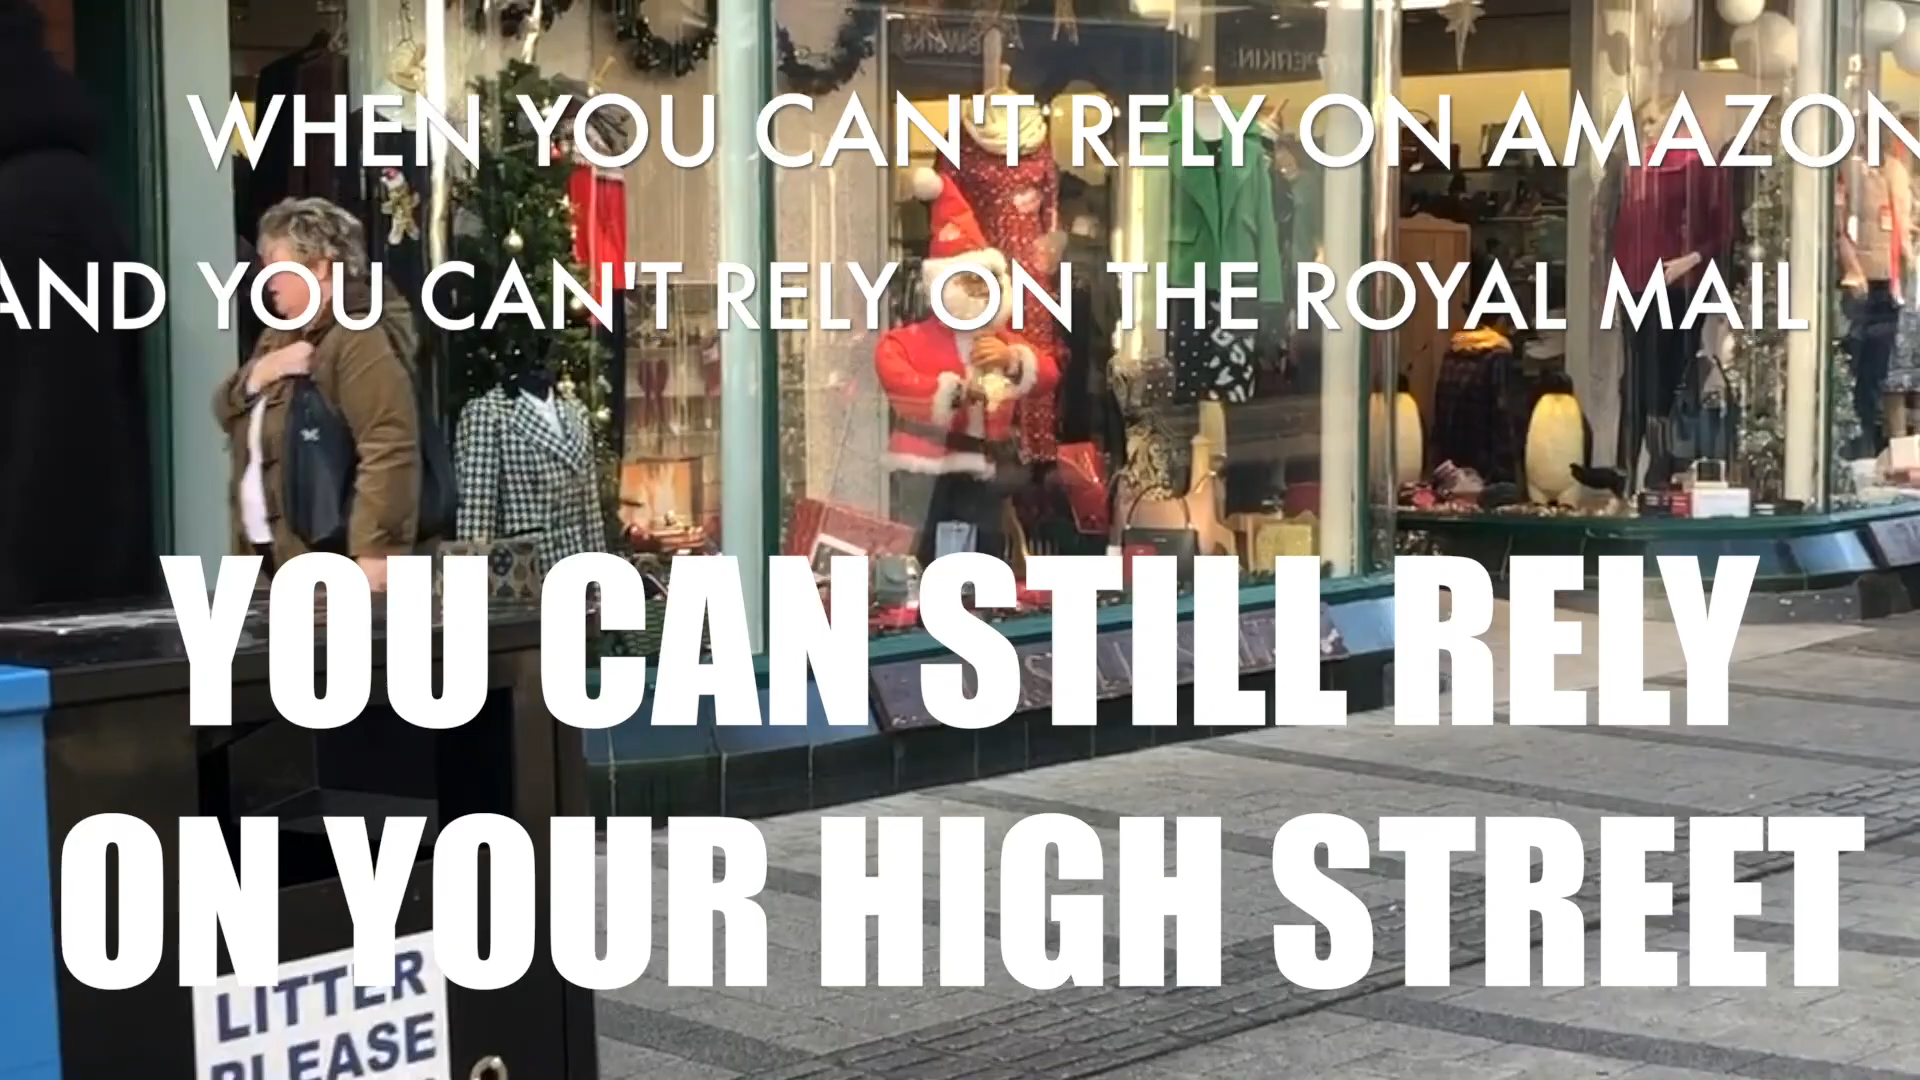 WHEN YOU CAN'T RELY ON AMAZON
AND YOU CAN'T RELY ON THE ROYAL MAIL
YOU CAN STILL RELY
ON YOUR HIGH STREET
LITTER
PLEASE